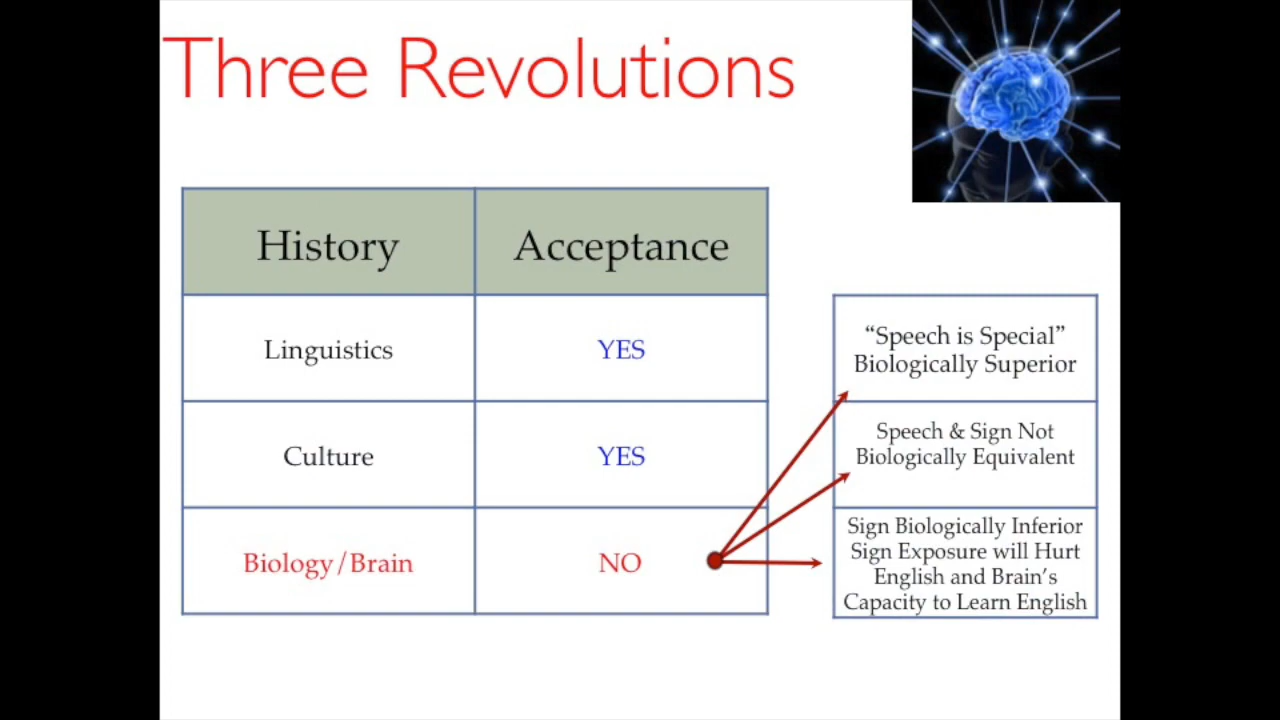 Three Revolutions
History
Acceptance
Linguistics
YES
Culture
YES
Biology/Brain
NO
“Speech is Special”
Biologically Superior
Speech & Sign Not
Biologically Equivalent
Sign Biologically Inferior
Sign Exposure will Hurt
English and Brain’s
Capacity to Learn English